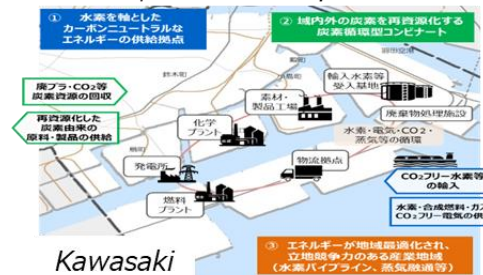 ① 水素を軸とした
カーボンニュートラルな
エネルギーの供給拠点
② 域内外の炭素を再資源化する
炭素循環型コンビナート
廃プラ・CO2等
炭素資源の回収
再資源化した
炭素由来の
原料・製品の供給
素材・
製品工場
輸入水素等
受入基地
廃棄物処理施設
化学
プラント
水素・電気・CO2・
蒸気等の循環
発電所
物流拠点
燃料
プラント
CO2フリー水素等
の輸入
水素・合成燃料・ガス
CO2フリー電気の供
③ エネルギーが地域最適化され、
立地競争力のある産業地域
（水素パイプライン、蒸気融通等）
Kawasaki